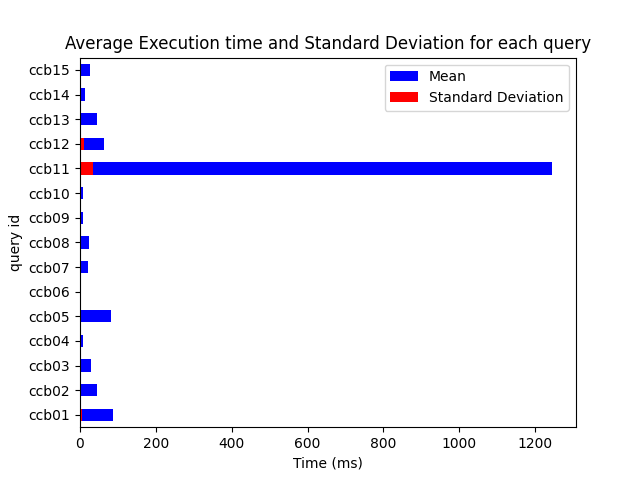 Average Execution time and Standard Deviation for each query
Mean
Standard Deviation
ccb15
ccb14
ccb13
ccb12
ccb11
ccb10
ccb09
ccb08
ccb07
ccb06
ccb05
ccb04
ccb03
ccb02
ccb01
query id
0 200 400 600 800 1000 1200
Time (ms)